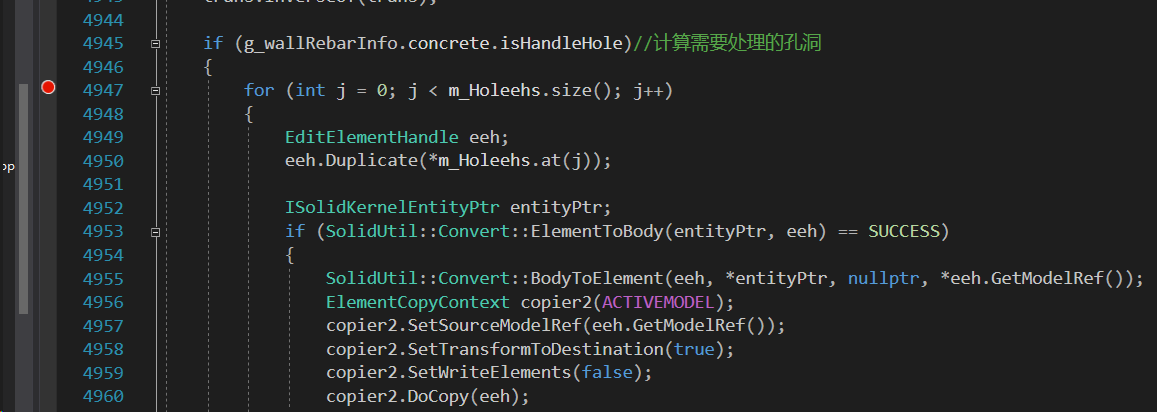 4944
4945 if (g_wallRebarInfo.concrete.isHandleHole)//计算需要处理的孔洞
4946 {
4947 for (int j = 0; j < m_Holeehs.size(); j++)
4948 {
4949 EditElementHandle eeh;
4950 eeh.Duplicate(*m_Holeehs.at(j));
4951
4952 ISolidKernelEntityPtr entityPtr;
4953 if (SolidUtil::Convert::ElementToBody(entityPtr, eeh) == SUCCESS)
4954 {
4955 SolidUtil::Convert::BodyToElement(eeh, *entityPtr, nullptr, *eeh.GetModelRef());
4956 ElementCopyContext copier2(ACTIVEMODEL);
4957 copier2.SetSourceModelRef(eeh.GetModelRef());
4958 copier2.SetTransformToDestination(true);
4959 copier2.SetWriteElements(false);
4960 copier2.DoCopy(eeh);